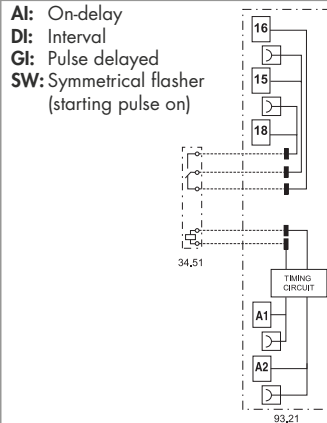 AI: On-delay
DI: Interval
GI: Pulse delayed
SW: Symmetrical flasher
(starting pulse on)
16
15
18
34.51
TIMING
CIRCUIT
A1
A2
93.21